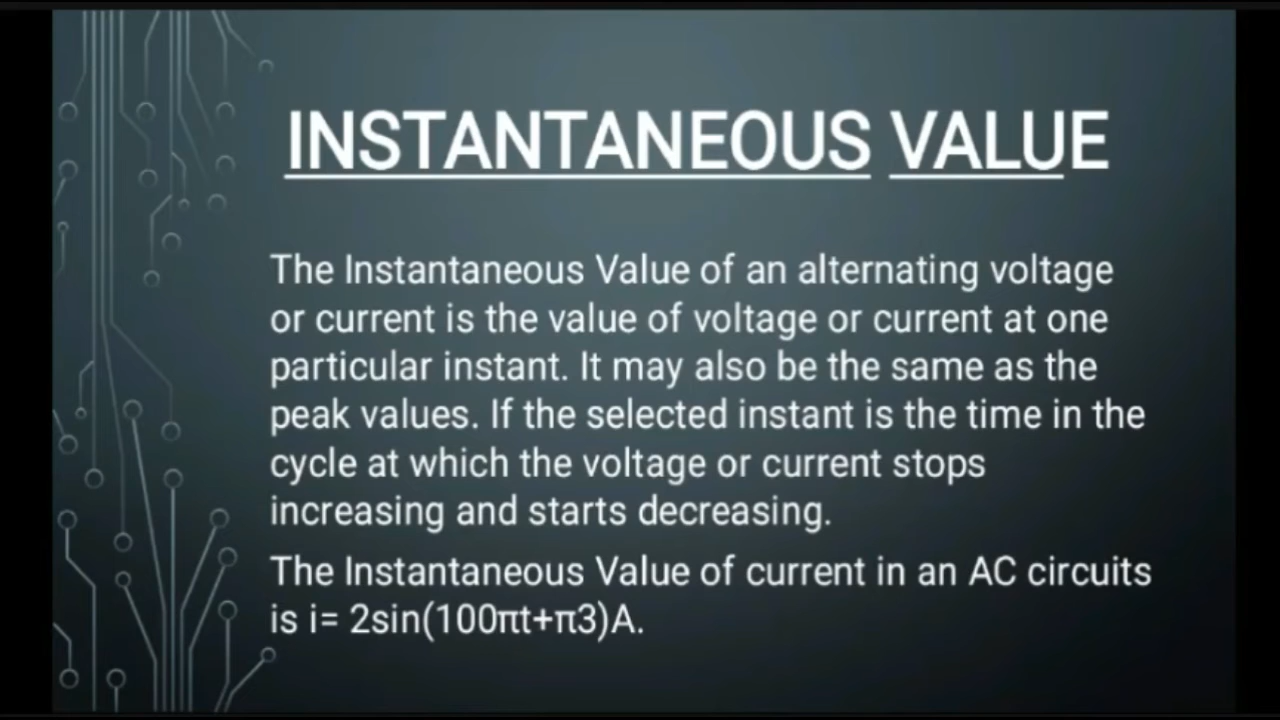 INSTANTANEOUS VALUE
The Instantaneous Value of an alternating voltage
or current is the value of voltage or current at one
particular instant. It may also be the same as the
peak values. If the selected instant is the time in the
cycle at which the voltage or current stops
increasing and starts decreasing.
The Instantaneous Value of current in an AC circuits
is i= 2sin(100πt+π3)A.